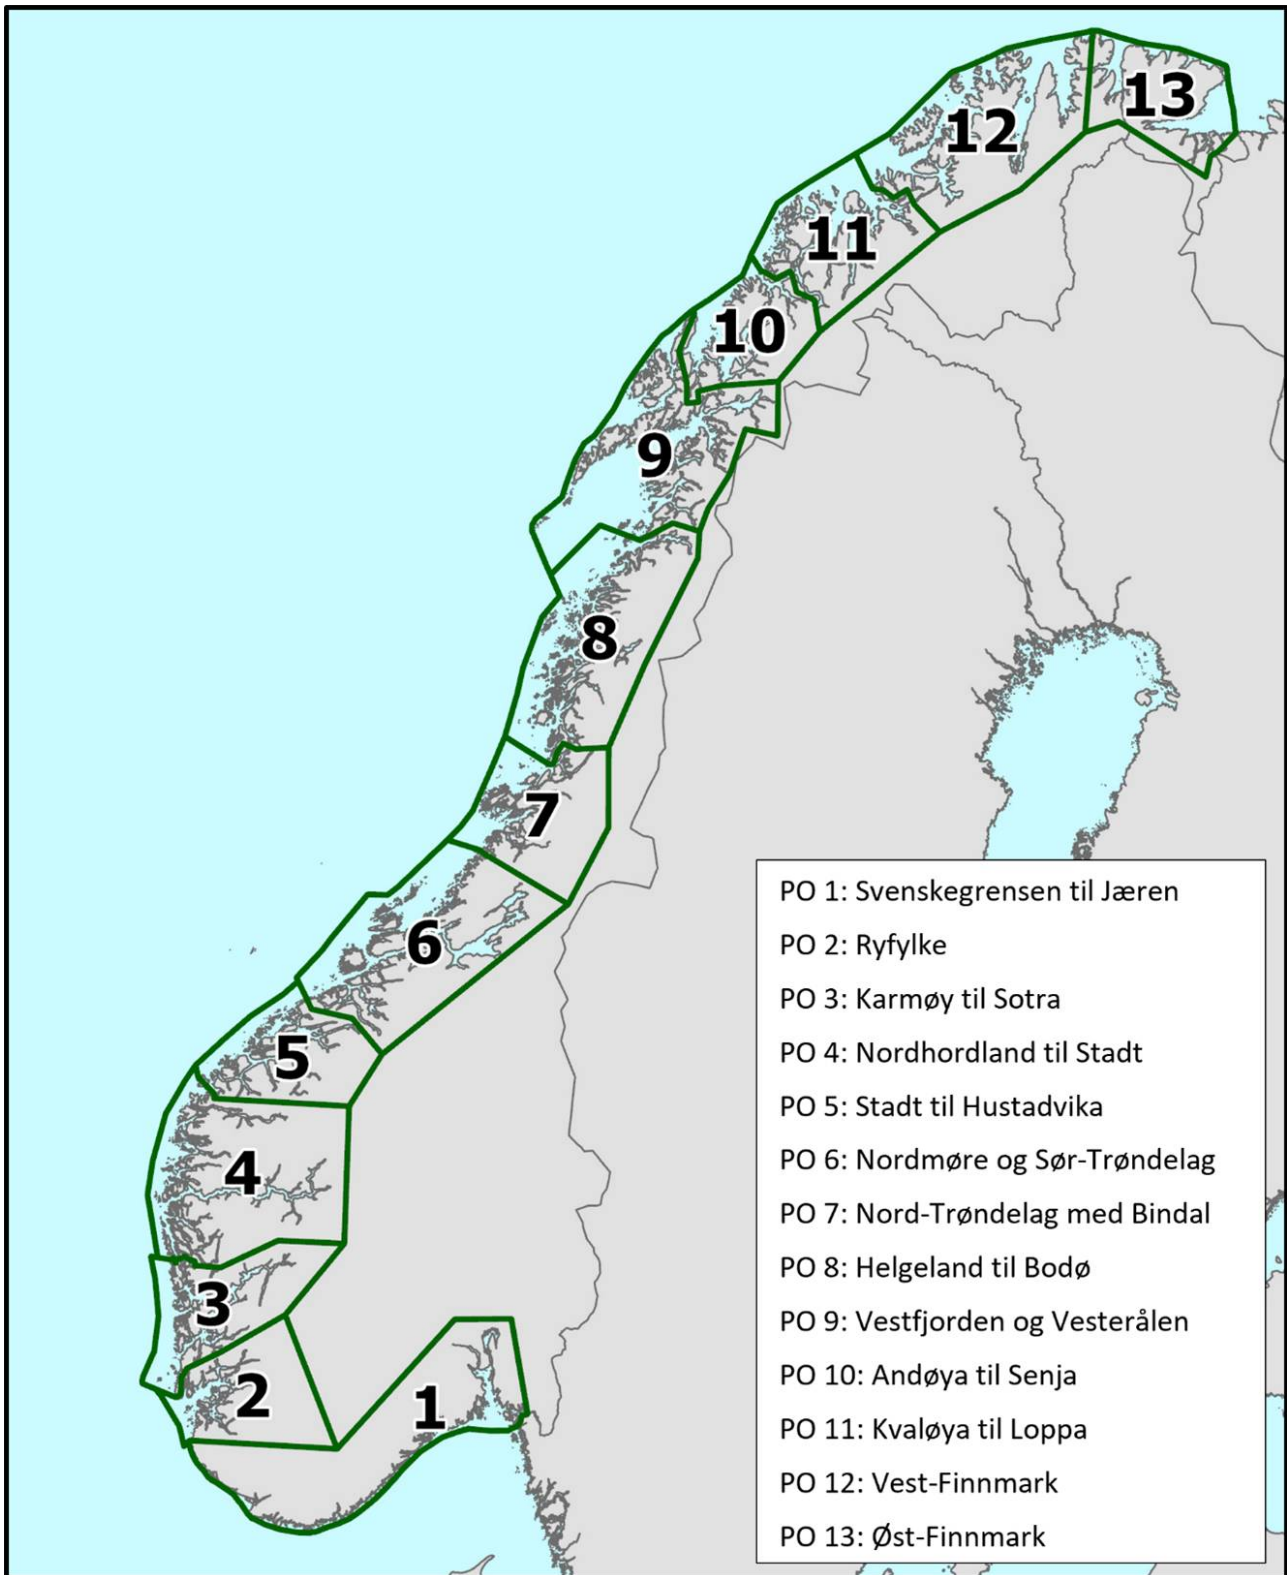 13
12
11
10
9
8
7
6
5
4
3
2
1
PO 1: Svenskegrensen til Jæren
PO 2: Ryfylke
PO 3: Karmøy til Sotra
PO 4: Nordhordland til Stadt
PO 5: Stadt til Hustadvika
PO 6: Nordmøre og Sør-Trøndelag
PO 7: Nord-Trøndelag med Bindal
PO 8: Helgeland til Bodø
PO 9: Vestfjorden og Vesterålen
PO 10: Andøya til Senja
PO 11: Kvaløya til Loppa
PO 12: Vest-Finnmark
PO 13: Øst-Finnmark